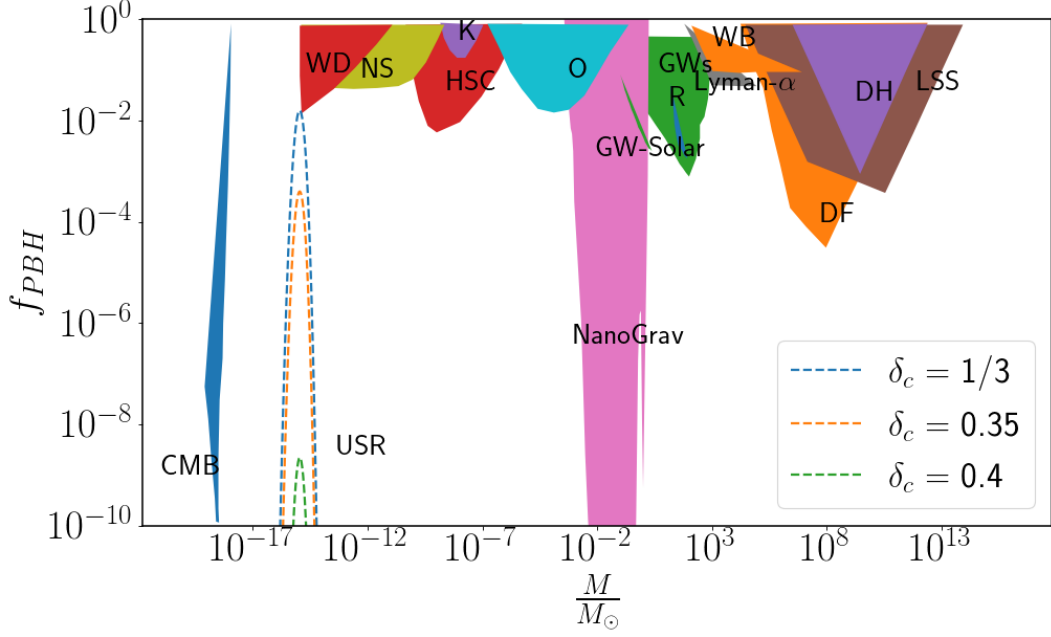 10^0
10^-2
10^-4
10^-6
10^-8
10^-10
f_PBH
K
WD
NS
HSC
O
WB
GWs
Lyman-α
R
DH
LSS
GW-Solar
DF
NanoGrav
CMB
USR
δ_c = 1/3
δ_c = 0.35
δ_c = 0.4
10^-17
10^-12
10^-7
10^-2
10^3
10^8
10^13
M
M_⊙